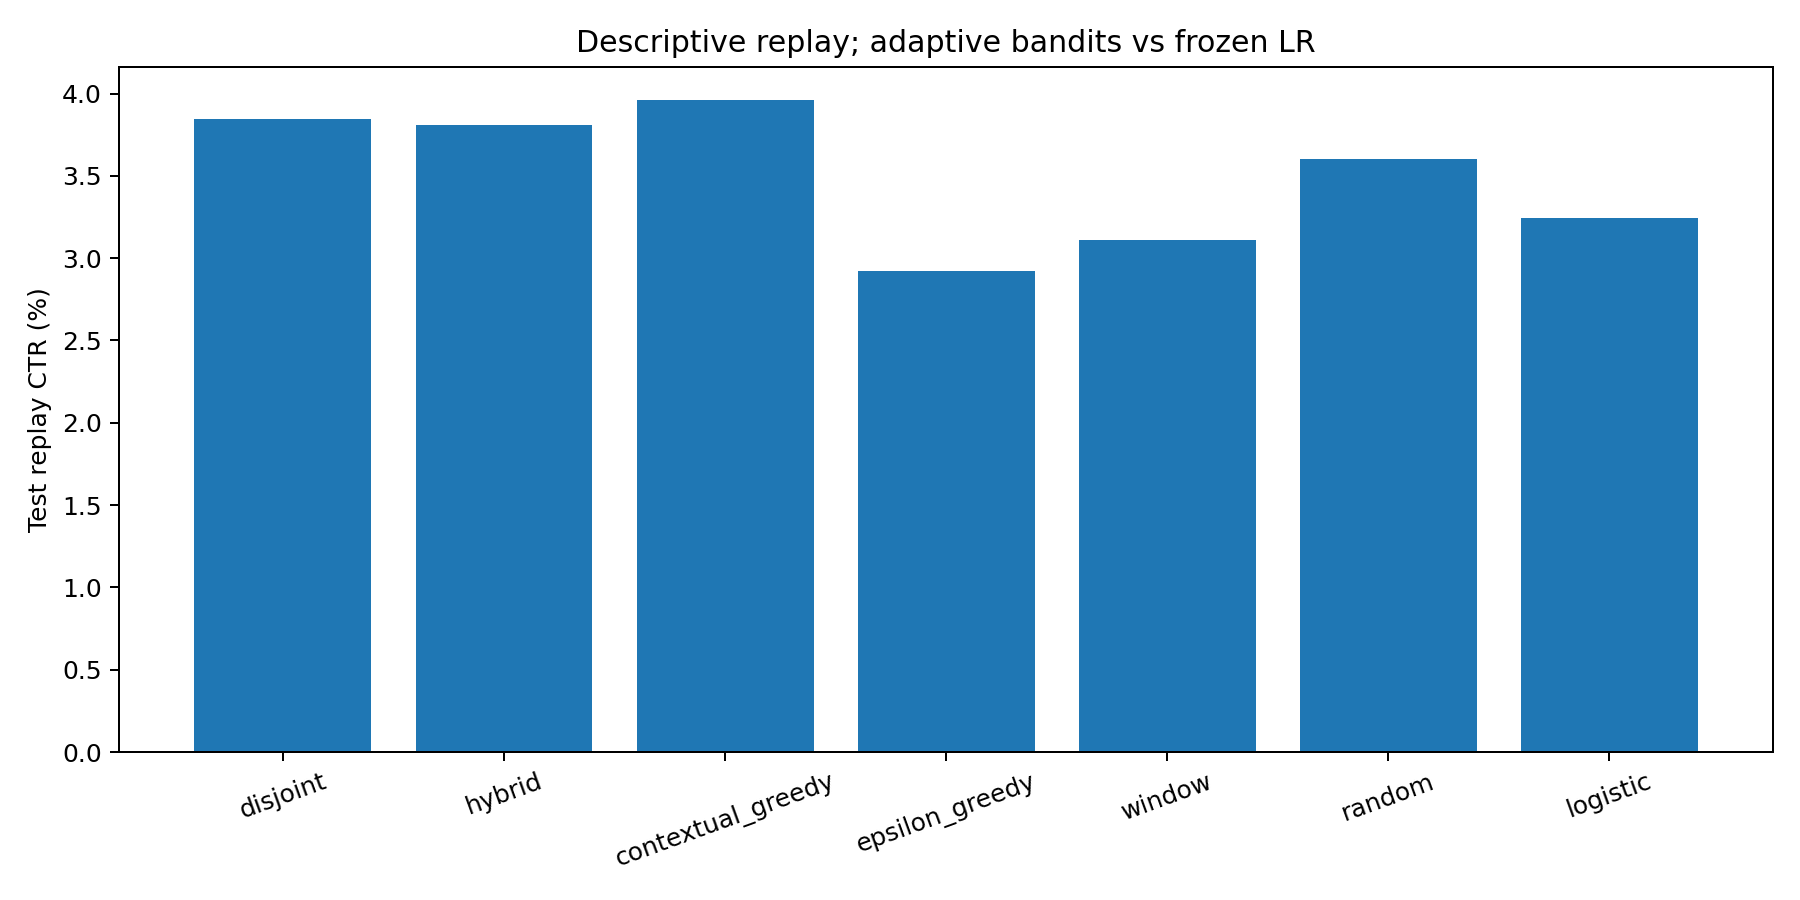 Descriptive replay; adaptive bandits vs frozen LR
Test replay CTR (%)
4.0
3.5
3.0
2.5
2.0
1.5
1.0
0.5
0.0
disjoint
hybrid
contextual_greedy
epsilon_greedy
window
random
logistic